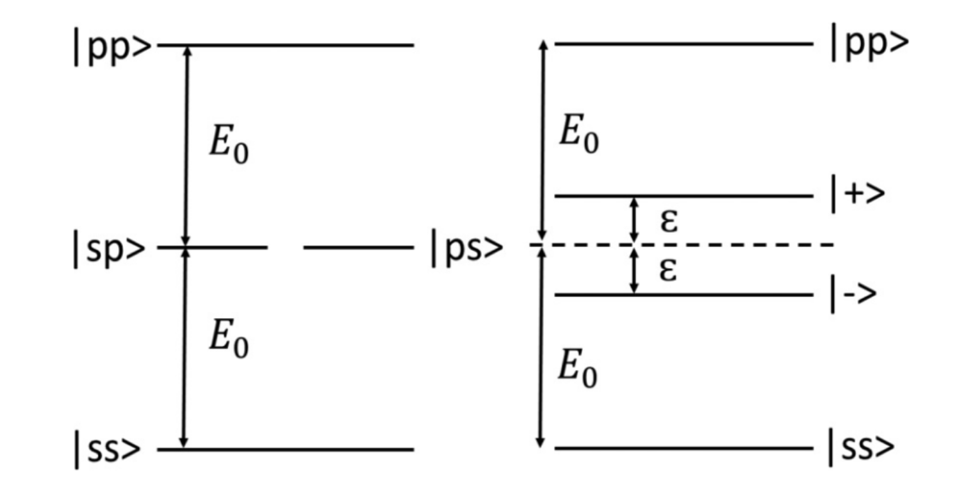 |pp>
E₀
|sp>
|ps>
E₀
|ss>
|pp>
E₀
|+>
ε
ε
|->
E₀
|ss>